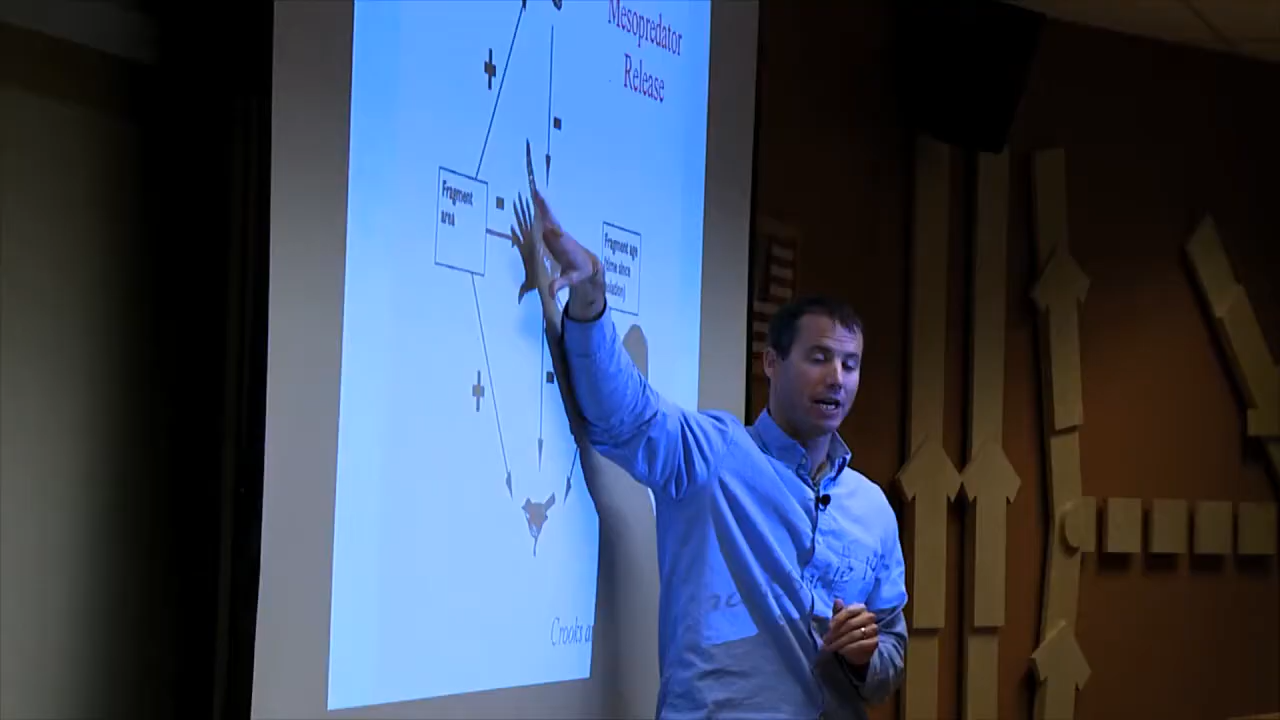 Mesopredator
Release
+
-
Fragment
area
-
Fragment age
(time since
isolation)
+
-
Crooks a